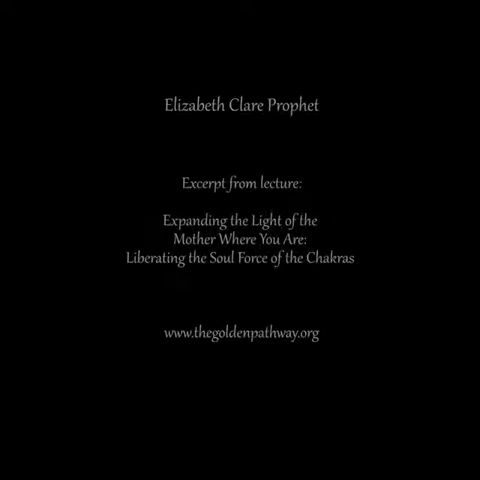 Elizabeth Clare Prophet
Excerpt from lecture:
Expanding the Light of the
Mother Where You Are:
Liberating the Soul Force of the Chakras
www.thegoldenpathway.org